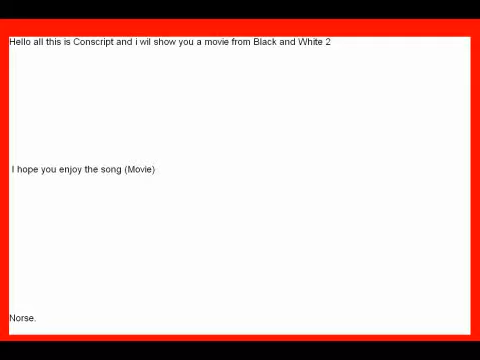 Hello all this is Conscript and i wil show you a movie from Black and White 2
I hope you enjoy the song (Movie)
Norse.